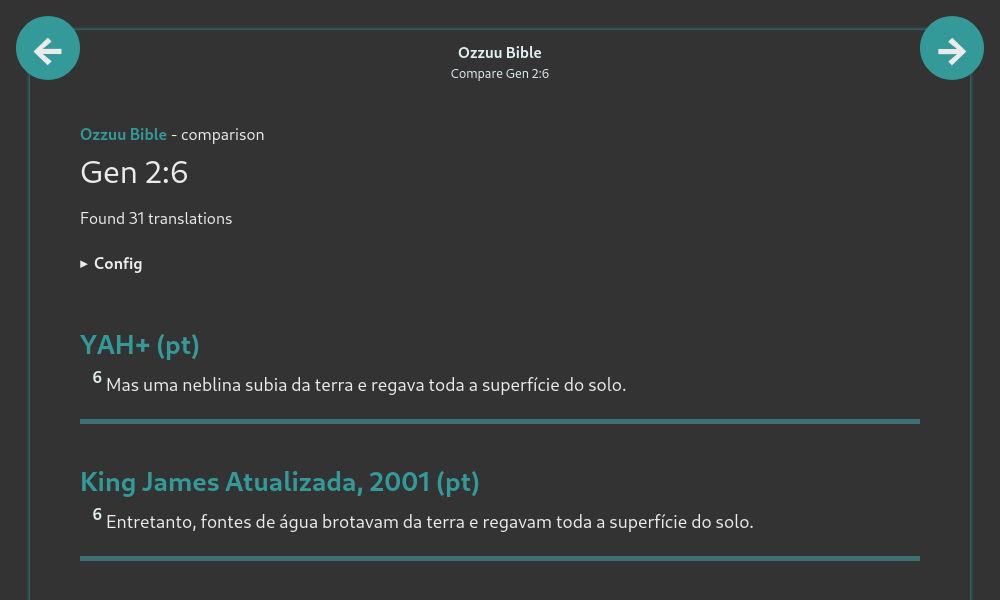 Ozzuu Bible
Compare Gen 2:6
Ozzuu Bible - comparison
Gen 2:6
Found 31 translations
▸ Config
YAH+ (pt)
6 Mas uma neblina subia da terra e regava toda a superfície do solo.
King James Atualizada, 2001 (pt)
6 Entretanto, fontes de água brotavam da terra e regavam toda a superfície do solo.